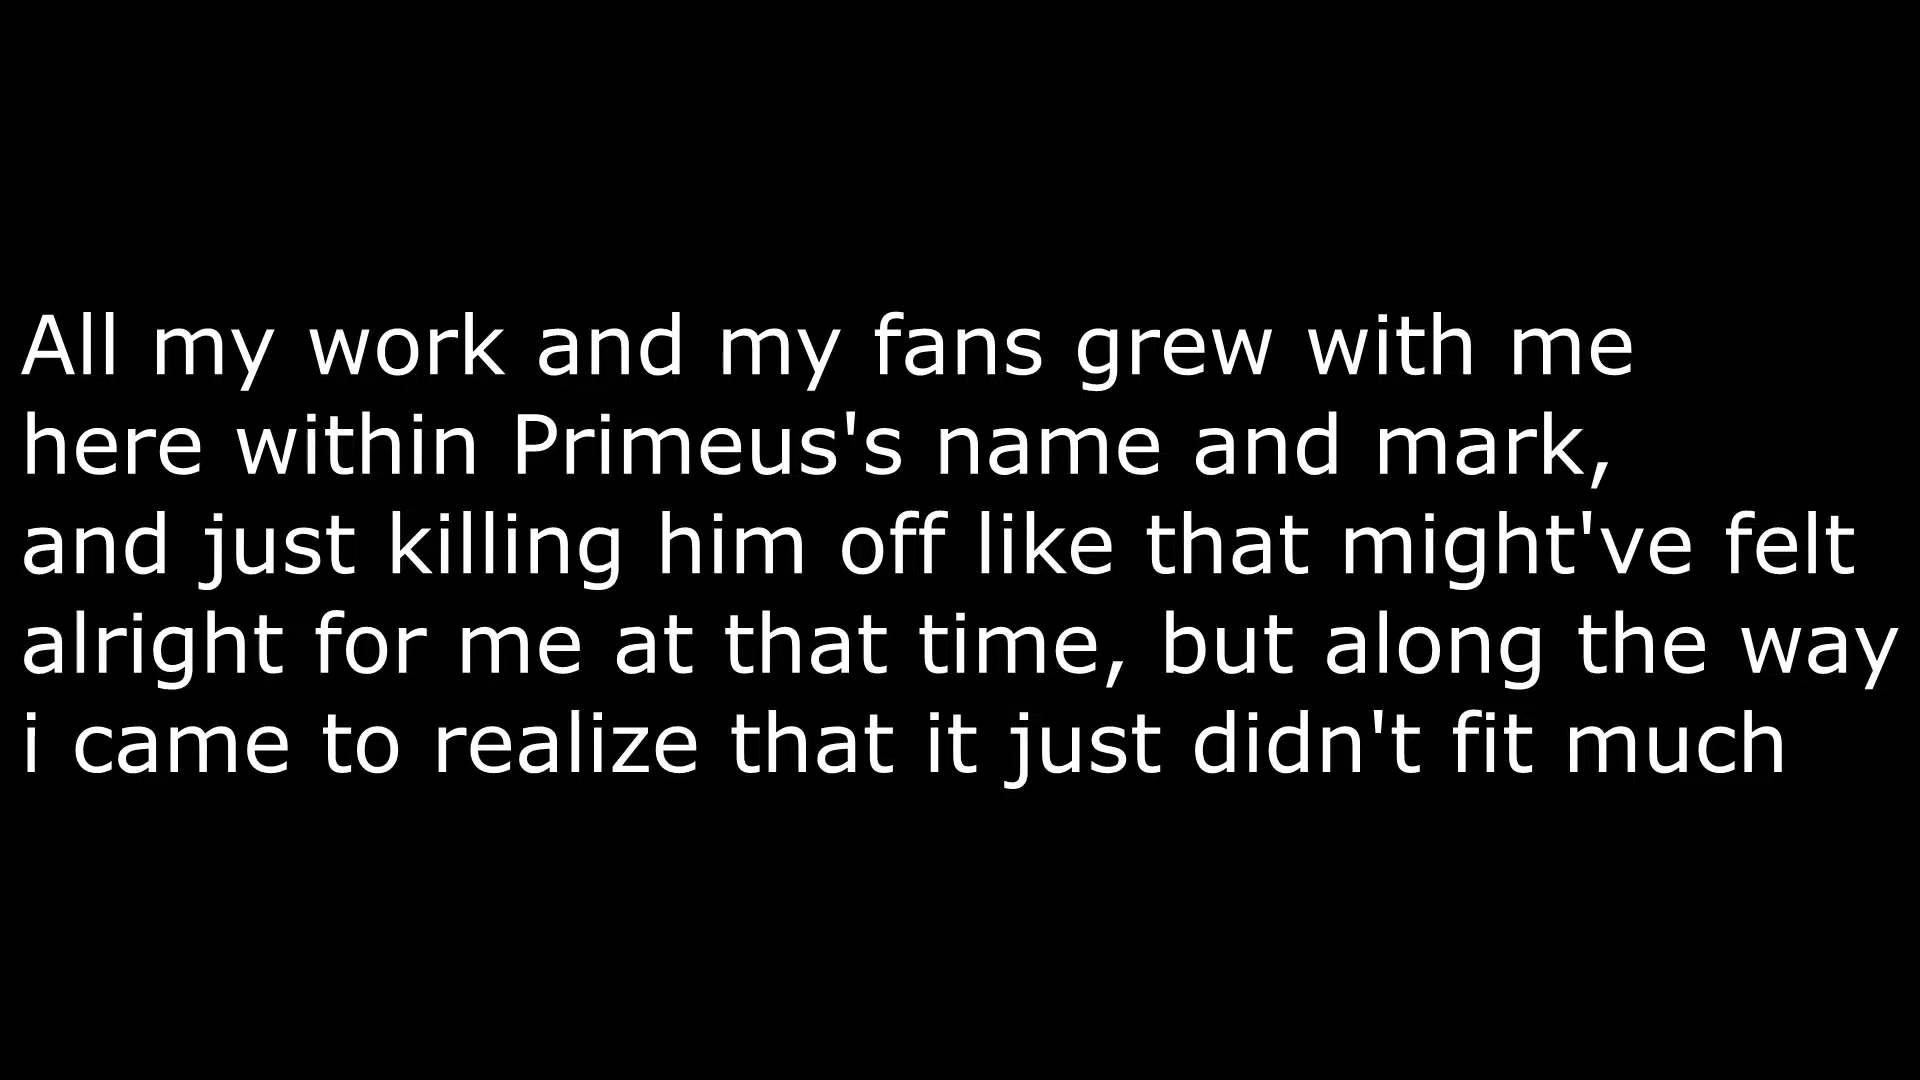 All my work and my fans grew with me
here within Primeus's name and mark,
and just killing him off like that might've felt
alright for me at that time, but along the way
i came to realize that it just didn't fit much